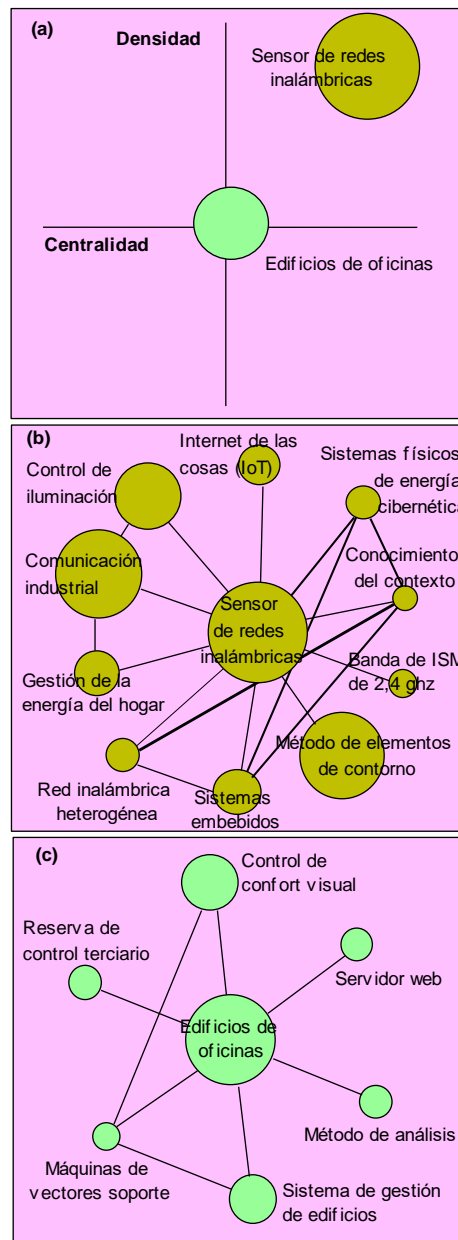 (a)
Densidad
Sensor de redes
inalámbricas
Centralidad
Edificios de oficinas
(b)
Internet de las
cosas (IoT)
Sistemas físicos
de energía
cibernética
Control de
iluminación
Comunicación
industrial
Conocimiento
del contexto
Sensor
de redes
inalámbricas
Banda de ISM
de 2,4 ghz
Gestión de la
energía del hogar
Método de elementos
de contorno
Red inalámbrica
heterogénea
Sistemas
embebidos
(c)
Control de
confort visual
Reserva de
control terciario
Servidor web
Edificios de
oficinas
Método de análisis
Máquinas de
vectores soporte
Sistema de gestión
de edificios